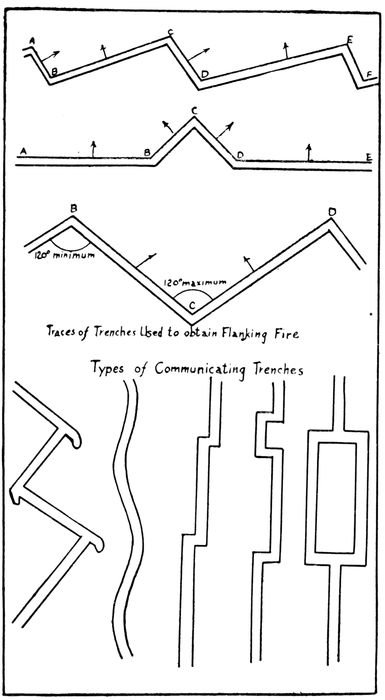 A B C D E F
A B C D E
B D
120° minimum
120° maximum
C
Traces of Trenches Used to obtain Flanking Fire
Types of Communicating Trenches